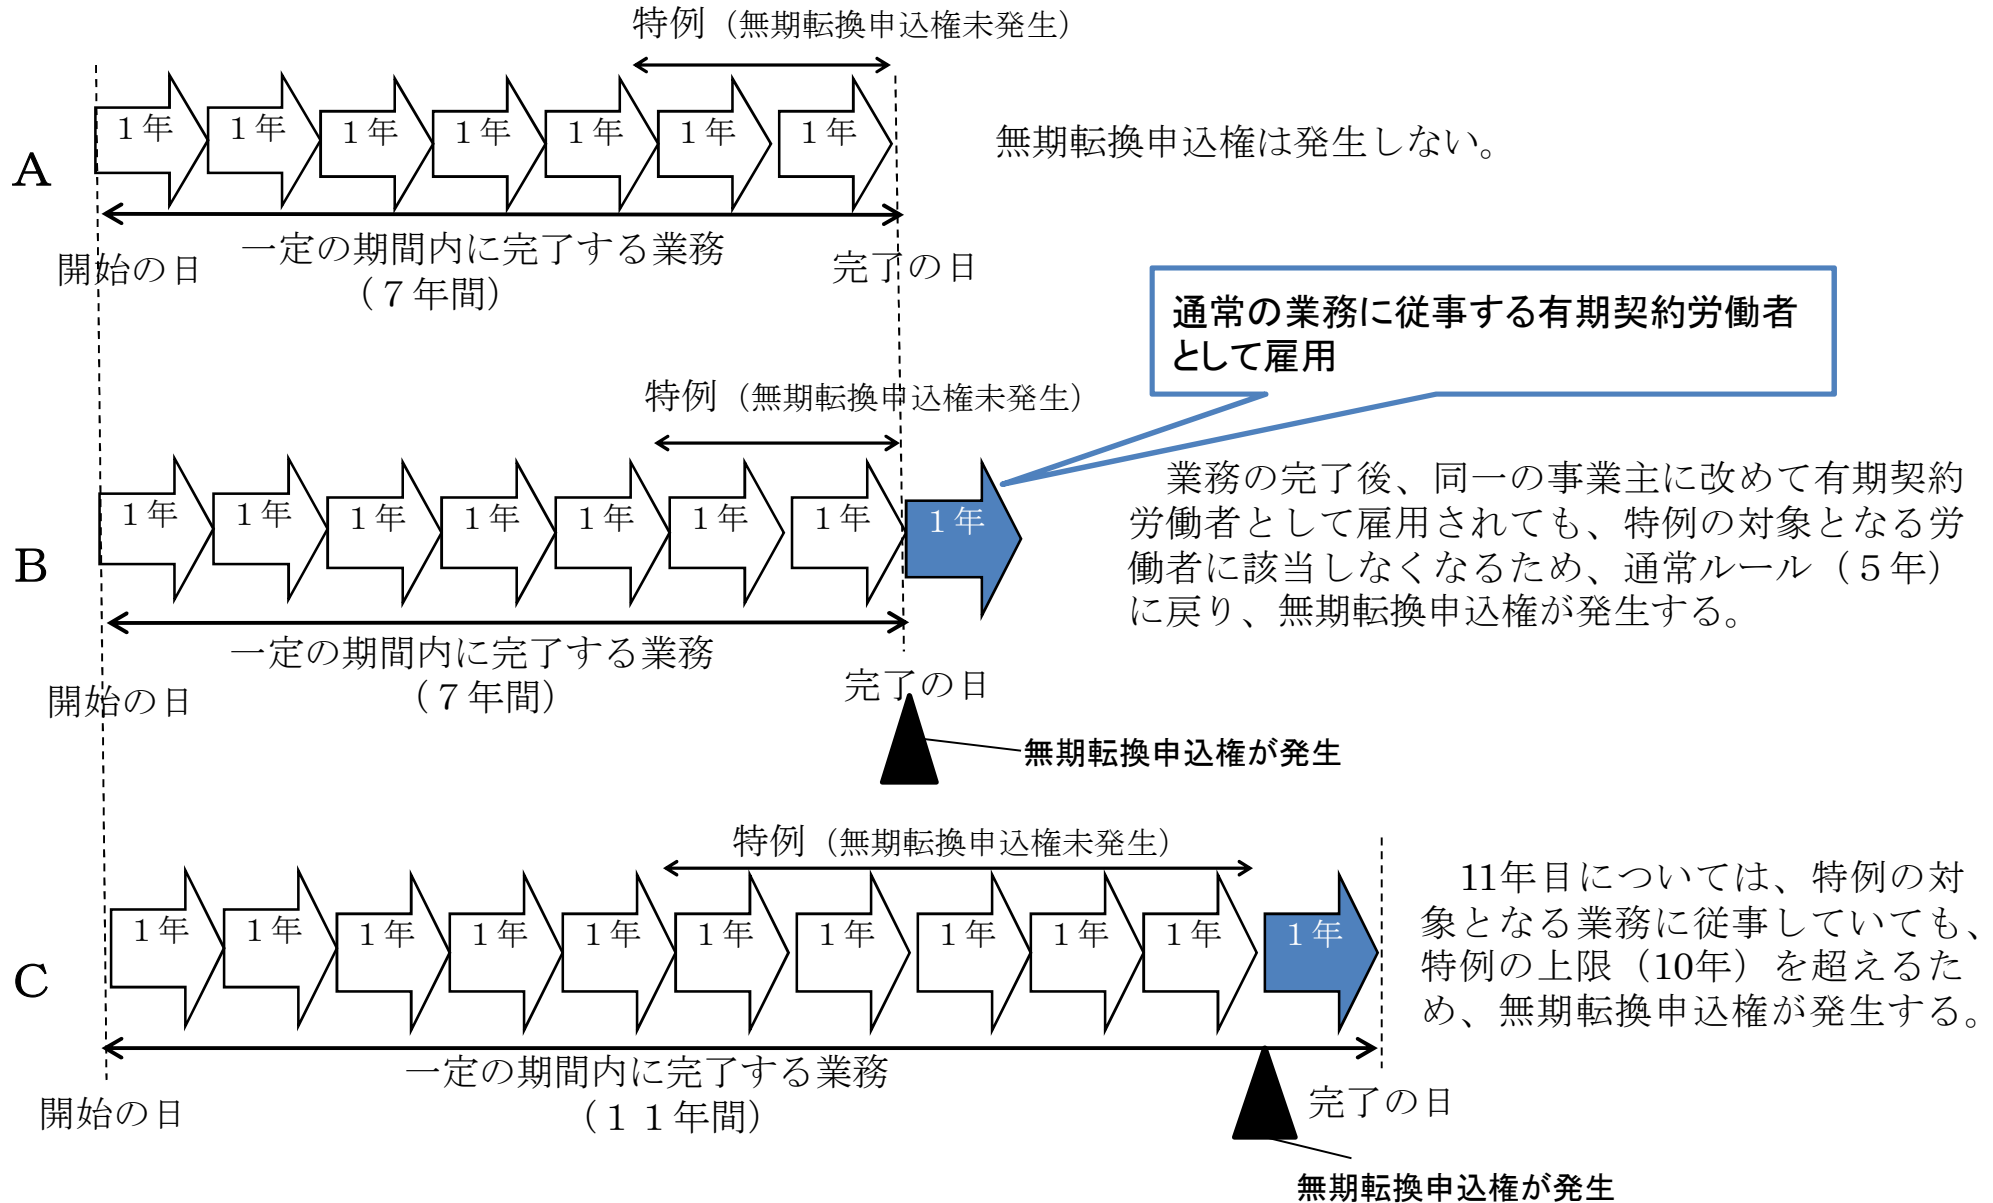 特例（無期転換申込権未発生）
１年 １年 １年 １年 １年 １年 １年
無期転換申込権は発生しない。
A
一定の期間内に完了する業務
（７年間）
開始の日
完了の日
通常の業務に従事する有期契約労働者
として雇用
特例（無期転換申込権未発生）
１年 １年 １年 １年 １年 １年 １年 １年
B
業務の完了後、同一の事業主に改めて有期契約
労働者として雇用されても、特例の対象となる労
働者に該当しなくなるため、通常ルール（５年）
に戻り、無期転換申込権が発生する。
一定の期間内に完了する業務
（７年間）
開始の日
完了の日
無期転換申込権が発生
特例（無期転換申込権未発生）
１年 １年 １年 １年 １年 １年 １年 １年 １年 １年 １年
C
11年目については、特例の対
象となる業務に従事していても、
特例の上限（10年）を超えるた
め、無期転換申込権が発生する。
一定の期間内に完了する業務
（１１年間）
開始の日
完了の日
無期転換申込権が発生